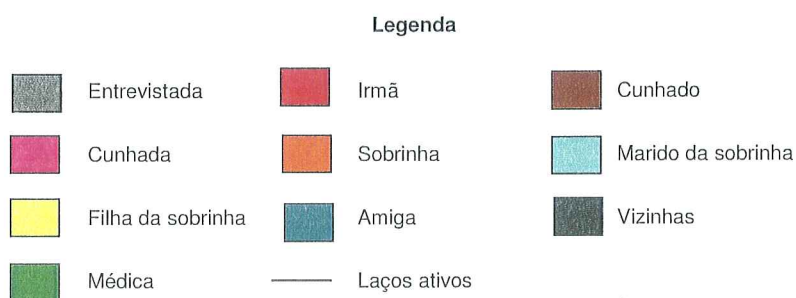 Legenda
Entrevistada
Irmã
Cunhado
Cunhada
Sobrinha
Marido da sobrinha
Filha da sobrinha
Amiga
Vizinhas
Médica
Laços ativos